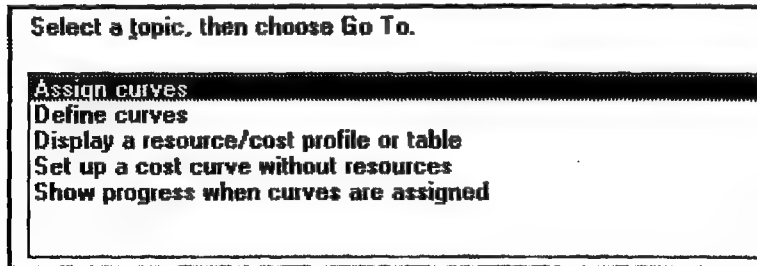 Select a topic, then choose Go To.
Assign curves
Define curves
Display a resource/cost profile or table
Set up a cost curve without resources
Show progress when curves are assigned